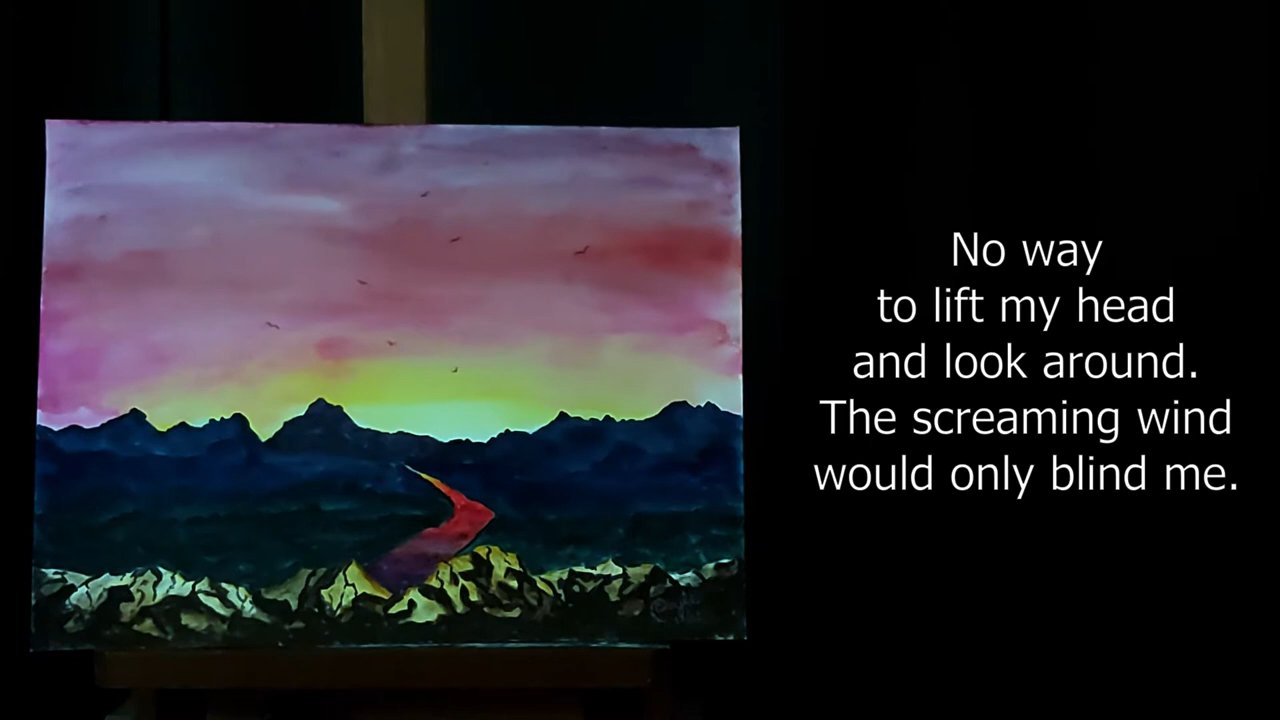 No way
to lift my head
and look around.
The screaming wind
would only blind me.